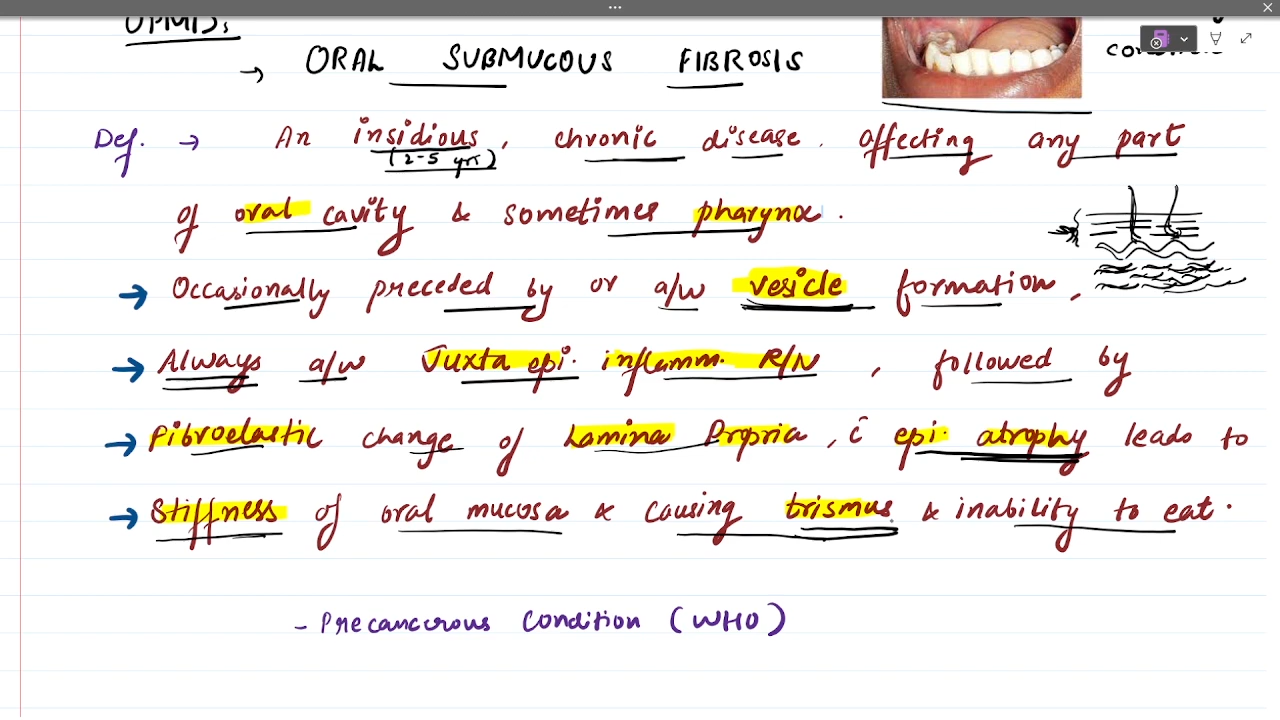 OPMDs
→ ORAL SUBMUCOUS FIBROSIS
Def. → An insidious, chronic disease. affecting any part
(2-5 yrs)
of oral cavity & sometimes pharynx.
→ Occasionally preceded by or a/w vesicle formation,
→ Always a/w Juxta epi. inflamm. R/N, followed by
→ Fibroelastic change of Lamina Propria, c̄ epi. atrophy leads to
→ Stiffness of oral mucosa & causing trismus & inability to eat.
- Precancerous Condition (WHO)